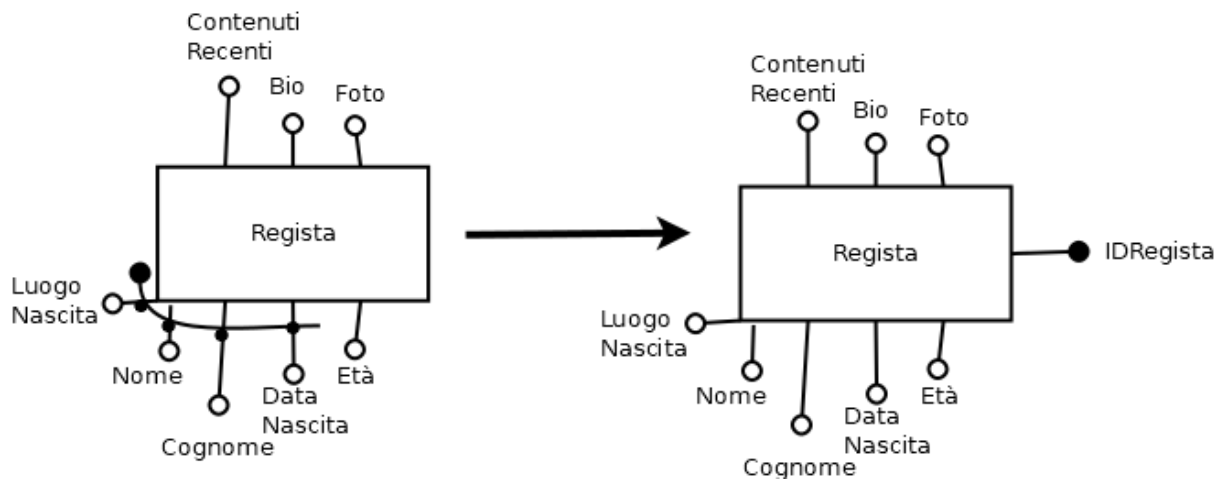 Contenuti
Recenti
Bio
Foto
Regista
Luogo
Nascita
Nome
Cognome
Data
Nascita
Età
Contenuti
Recenti
Bio
Foto
Regista
IDRegista
Luogo
Nascita
Nome
Cognome
Data
Nascita
Età